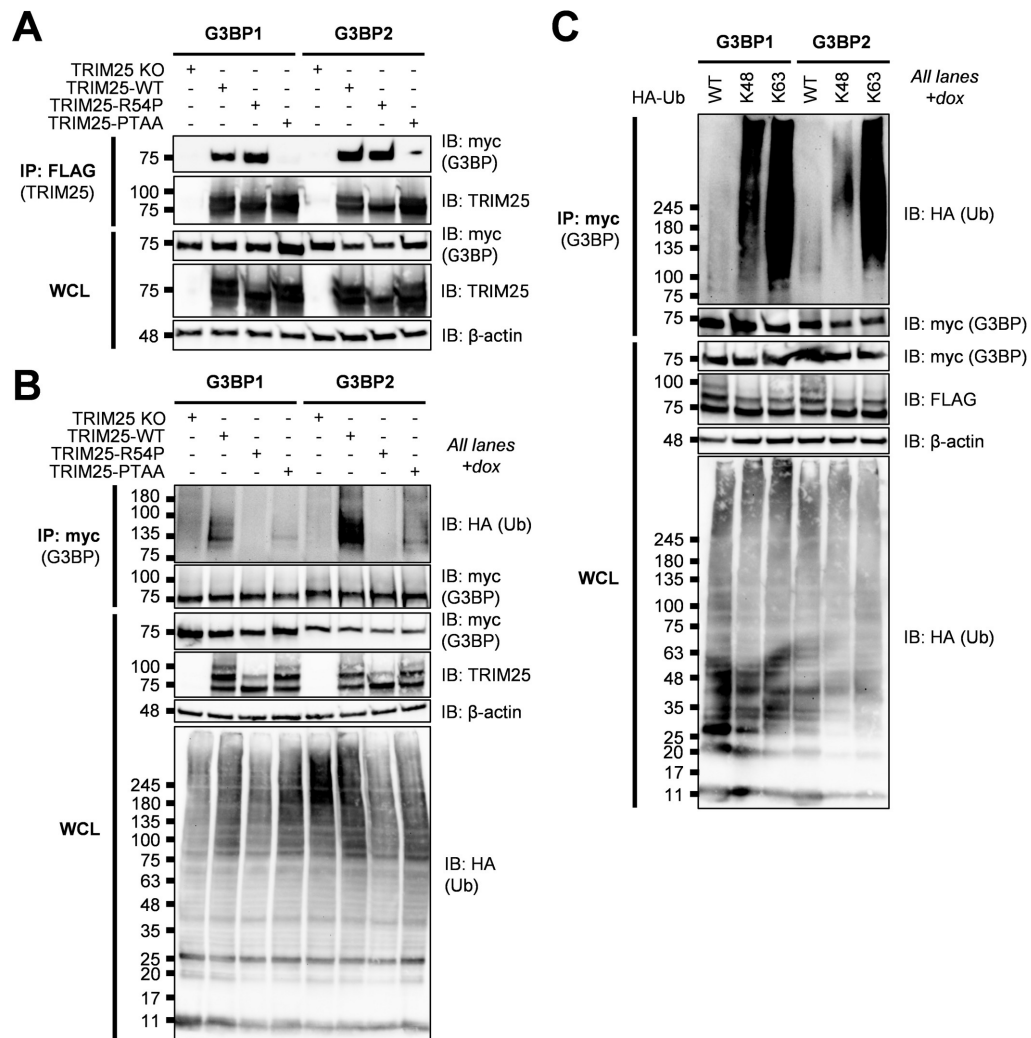 A
G3BP1 G3BP2
TRIM25 KO + - - - + - - -
TRIM25-WT - + - - - + - -
TRIM25-R54P - - + - - - + -
TRIM25-PTAA - - - + - - - +
IP: FLAG
(TRIM25)
75
IB: myc
(G3BP)
100
75
IB: TRIM25
WCL
75
IB: myc
(G3BP)
75
IB: TRIM25
48
IB: β-actin
B
G3BP1 G3BP2
TRIM25 KO + - - - + - - -
TRIM25-WT - + - - - + - -
TRIM25-R54P - - + - - - + -
TRIM25-PTAA - - - + - - - +
All lanes
+dox
IP: myc
(G3BP)
180
100
135
75
IB: HA (Ub)
100
75
IB: myc
(G3BP)
WCL
75
IB: myc
(G3BP)
100
75
IB: TRIM25
48
IB: β-actin
245
180
135
100
75
63
48
35
25
20
17
11
IB: HA
(Ub)
C
G3BP1 G3BP2
HA-Ub WT K48 K63 WT K48 K63
All lanes
+dox
IP: myc
(G3BP)
245
180
135
100
75
IB: HA (Ub)
75
IB: myc (G3BP)
WCL
75
IB: myc (G3BP)
100
75
IB: FLAG
48
IB: β-actin
245
180
135
100
75
63
48
35
25
20
17
11
IB: HA (Ub)